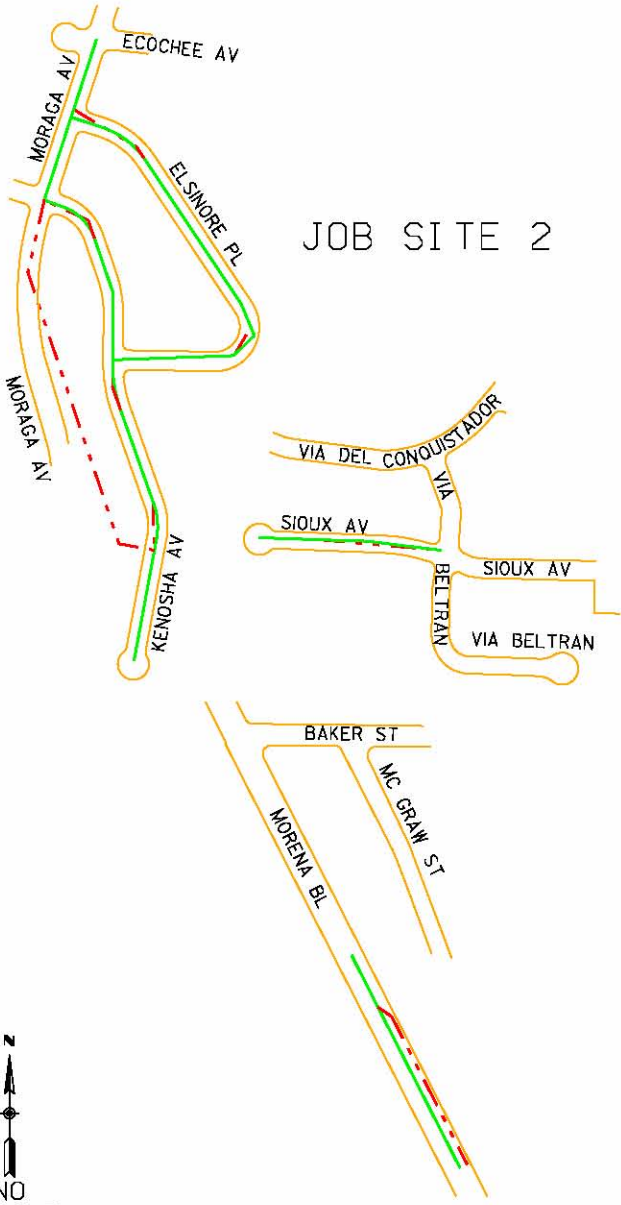 ECOCHEE AV
MORAGA AV
ELSINORE PL
JOB SITE 2
MORAGA AV
VIA DEL CONQUISTADOR
VIA
SIOUX AV
SIOUX AV
BELTRAN
KENOSHA AV
VIA BELTRAN
BAKER ST
MC GRAW ST
MORENA BL
N
NO